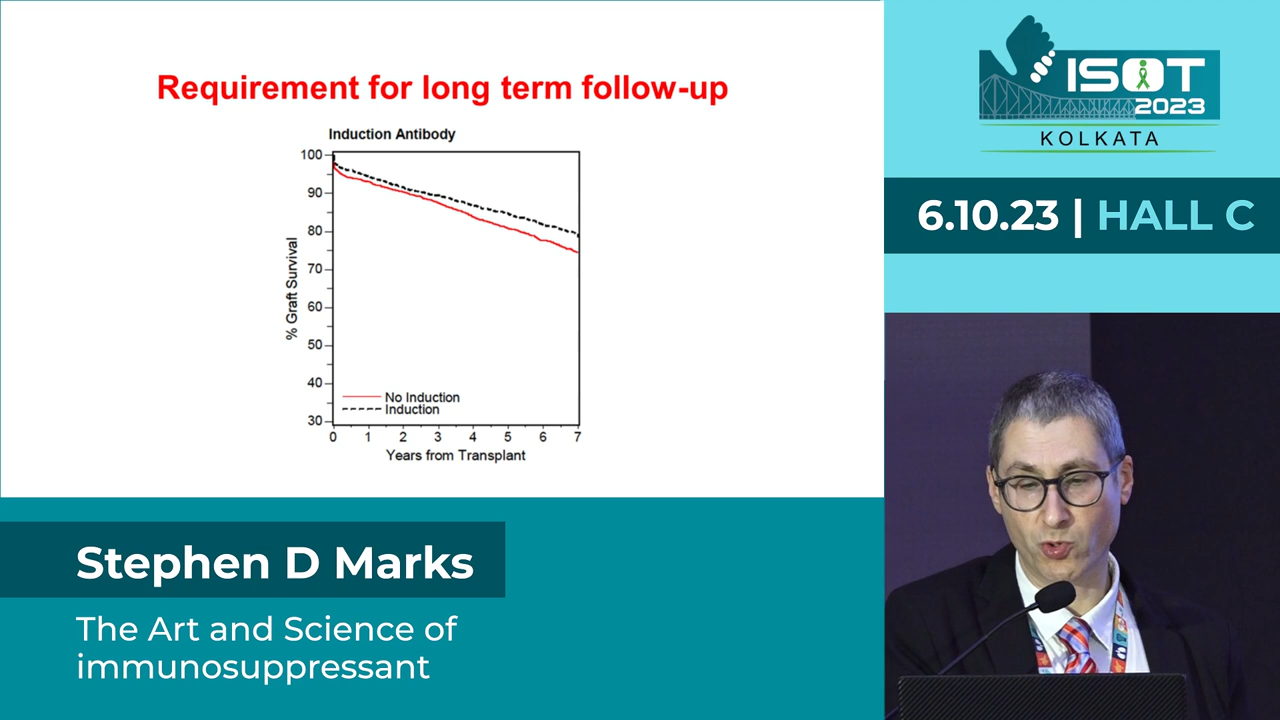 Requirement for long term follow-up
Induction Antibody
100
90
80
70
60
50
40
30
% Graft Survival
No Induction
Induction
0 1 2 3 4 5 6 7
Years from Transplant
ISOT
2023
KOLKATA
6.10.23 | HALL C
Stephen D Marks
The Art and Science of
immunosuppressant